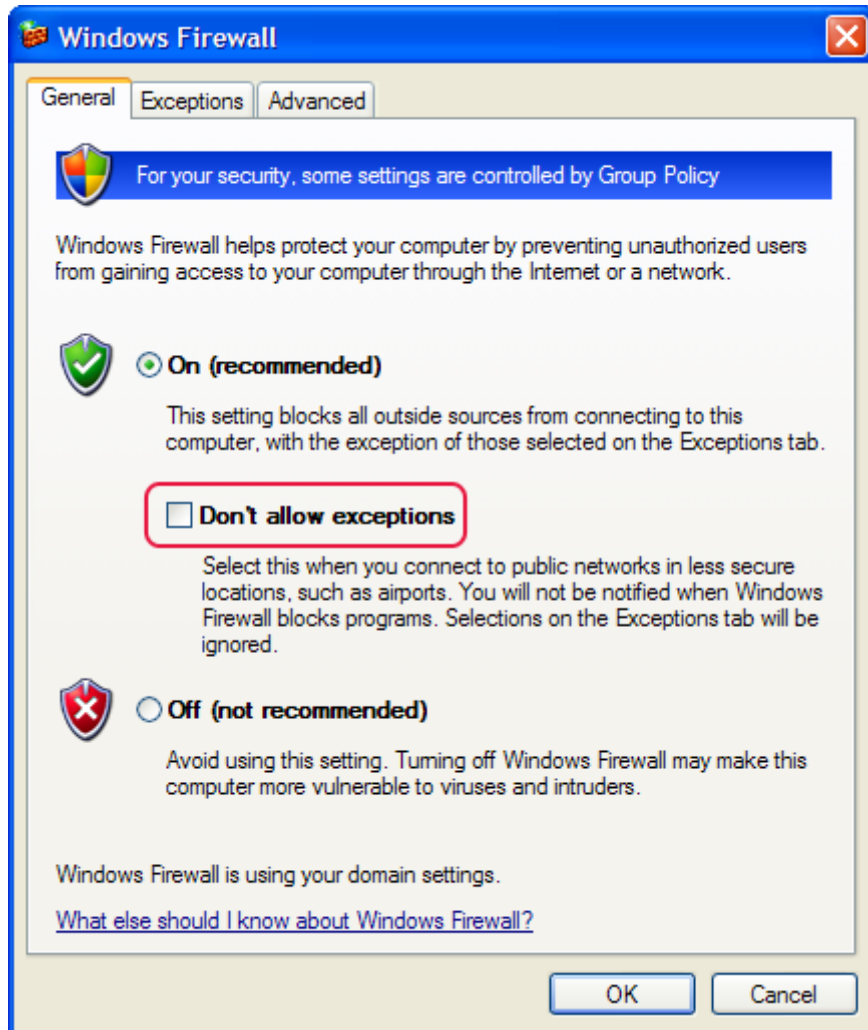 Windows Firewall
General
Exceptions
Advanced
For your security, some settings are controlled by Group Policy
Windows Firewall helps protect your computer by preventing unauthorized users
from gaining access to your computer through the Internet or a network.
On (recommended)
This setting blocks all outside sources from connecting to this
computer, with the exception of those selected on the Exceptions tab.
Don't allow exceptions
Select this when you connect to public networks in less secure
locations, such as airports. You will not be notified when Windows
Firewall blocks programs. Selections on the Exceptions tab will be
ignored.
Off (not recommended)
Avoid using this setting. Turning off Windows Firewall may make this
computer more vulnerable to viruses and intruders.
Windows Firewall is using your domain settings.
What else should I know about Windows Firewall?
OK
Cancel